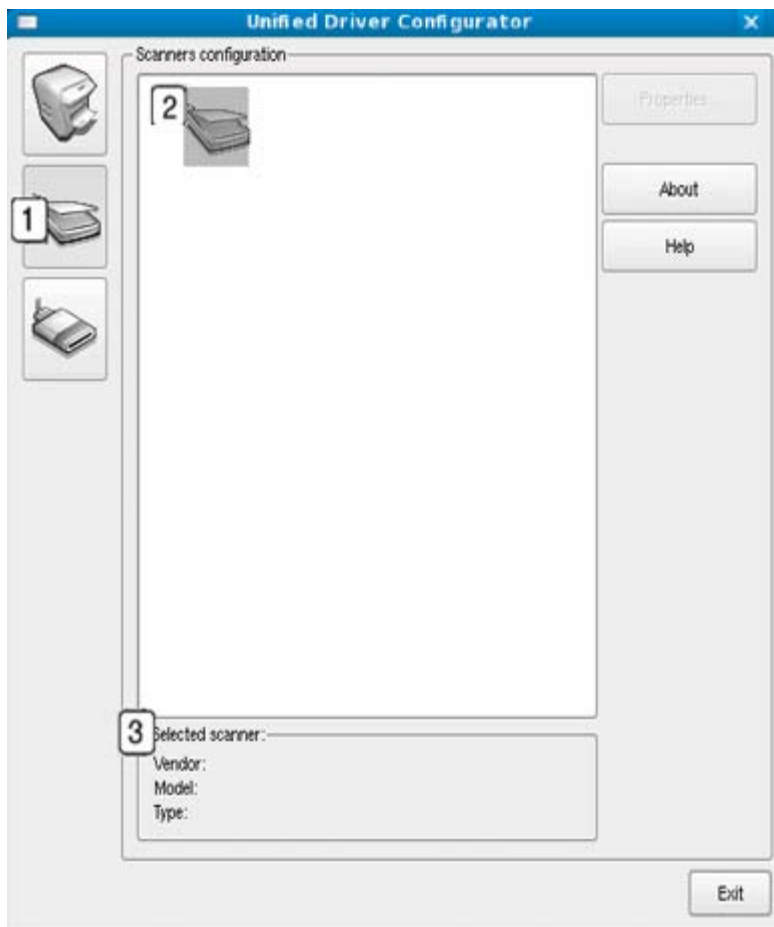 Unified Driver Configurator
Scanners configuration
2
Properties...
1
About
Help
3
Selected scanner:
Vendor:
Model:
Type:
Exit